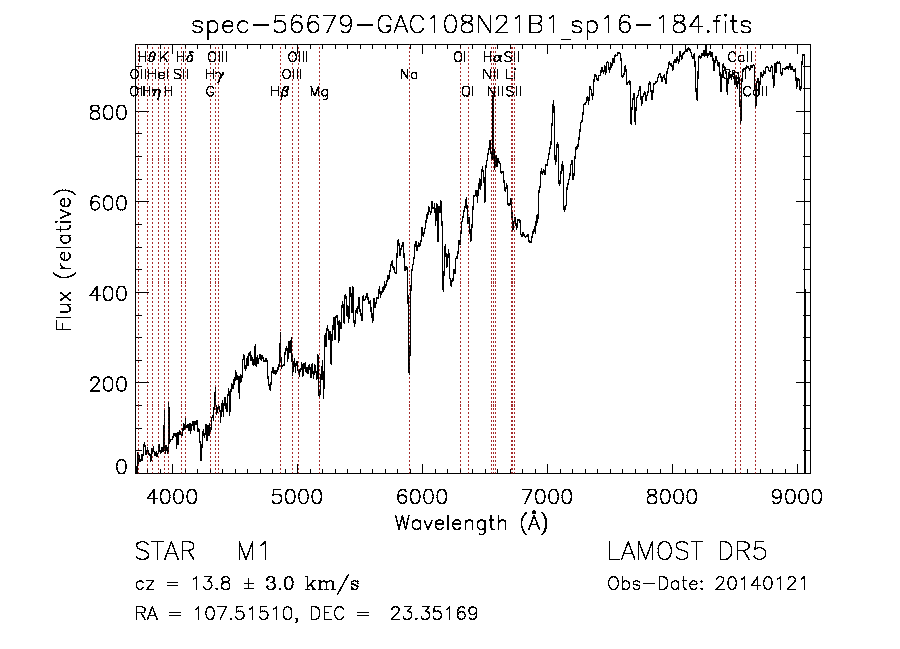 spec-56679-GAC108N21B1_sp16-184.fits
Hθ K Hδ OIII OIII OI Hα SII CaII
OII HeI SII Hγ OIII Na NII Li
OII Hη H G Hβ Mg OI NII SII CaII
800
600
400
200
0
Flux (relative)
4000 5000 6000 7000 8000 9000
Wavelength (Å)
STAR M1 LAMOST DR5
cz = 13.8 ± 3.0 km/s Obs-Date: 20140121
RA = 107.51510, DEC = 23.35169